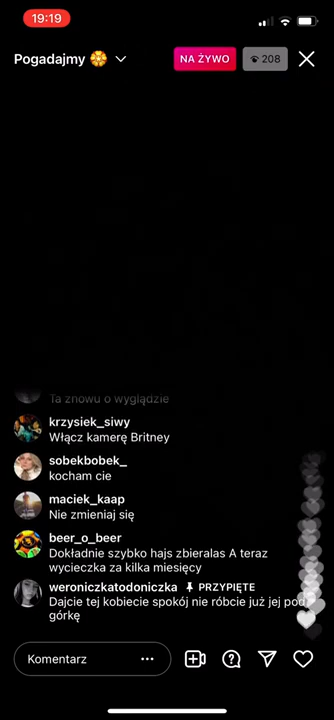 19:19
Pogadajmy
NA ŻYWO
208
Ta znowu o wyglądzie
krzysiek_siwy
Włącz kamerę Britney
sobekbobek_
kocham cie
maciek_kaap
Nie zmieniaj się
beer_o_beer
Dokładnie szybko hajs zbieralas A teraz
wycieczka za kilka miesięcy
weroniczkatodoniczka PRZYPIĘTE
Dajcie tej kobiecie spokój nie róbcie już jej pod
górkę
Komentarz